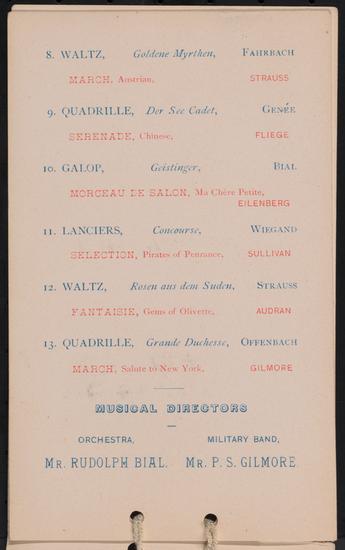 8. WALTZ, Goldene Myrthen, FAHRBACH
MARCH, Austrian, STRAUSS
9. QUADRILLE, Der See Cadet, GENÉE
SERENADE, Chinese, FLIEGE
10. GALOP, Geistinger, BIAL
MORCEAU DE SALON, Ma Chère Petite,
EILENBERG
11. LANCIERS, Concourse, WIEGAND
SELECTION, Pirates of Penzance, SULLIVAN
12. WALTZ, Rosen aus dem Suden, STRAUSS
FANTAISIE, Gems of Olivette, AUDRAN
13. QUADRILLE, Grande Duchesse, OFFENBACH
MARCH, Salute to New York, GILMORE
MUSICAL DIRECTORS
ORCHESTRA, MILITARY BAND,
MR. RUDOLPH BIAL. MR. P. S. GILMORE.